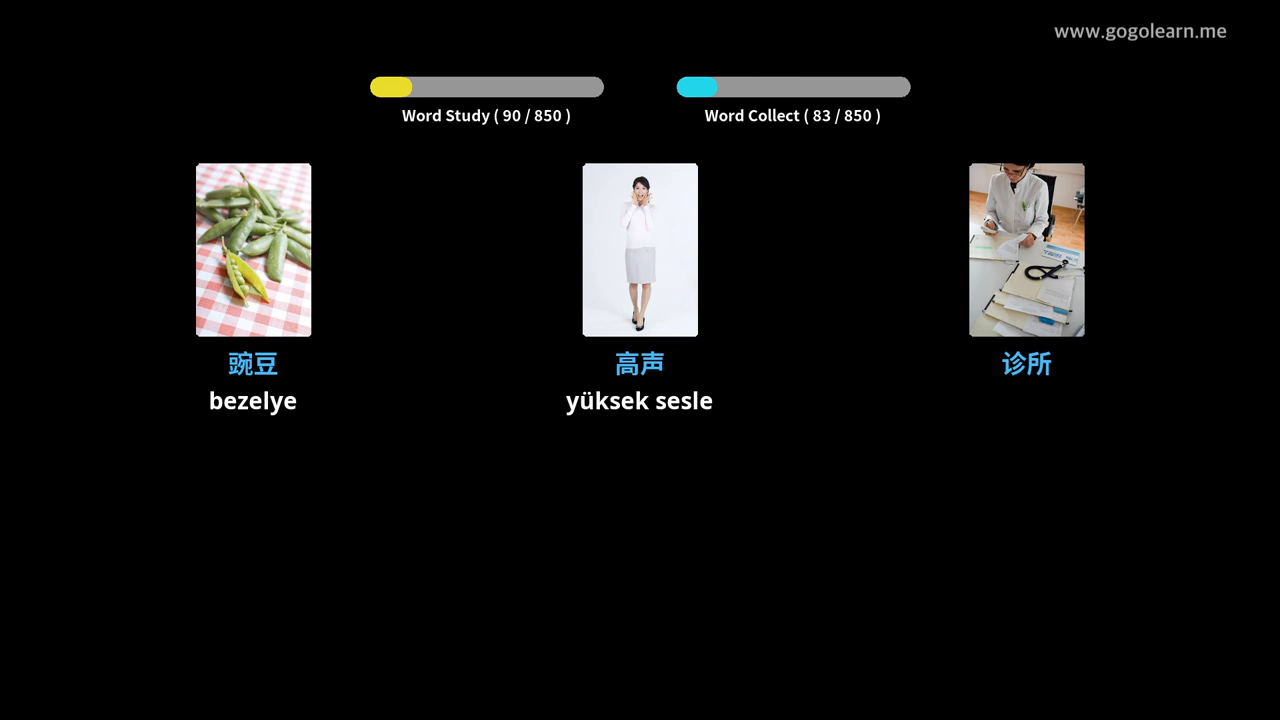 www.gogolearn.me
Word Study ( 90 / 850 )
Word Collect ( 83 / 850 )
豌豆
bezelye
高声
yüksek sesle
诊所